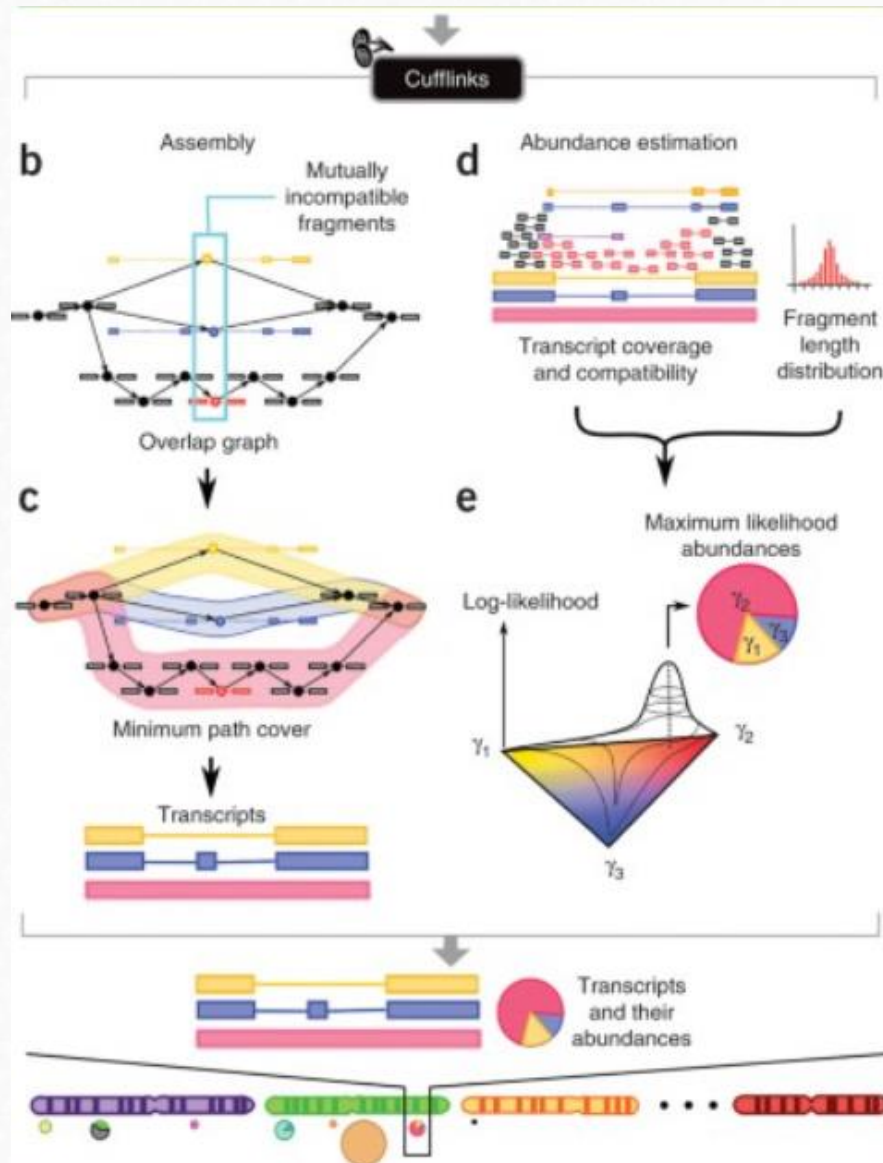 Cufflinks
b
Assembly
Mutually
incompatible
fragments
Overlap graph
c
Minimum path cover
Transcripts
d
Abundance estimation
Transcript coverage
and compatibility
Fragment
length
distribution
e
Maximum likelihood
abundances
γ2
γ3
γ1
Log-likelihood
γ1
γ2
γ3
Transcripts
and their
abundances